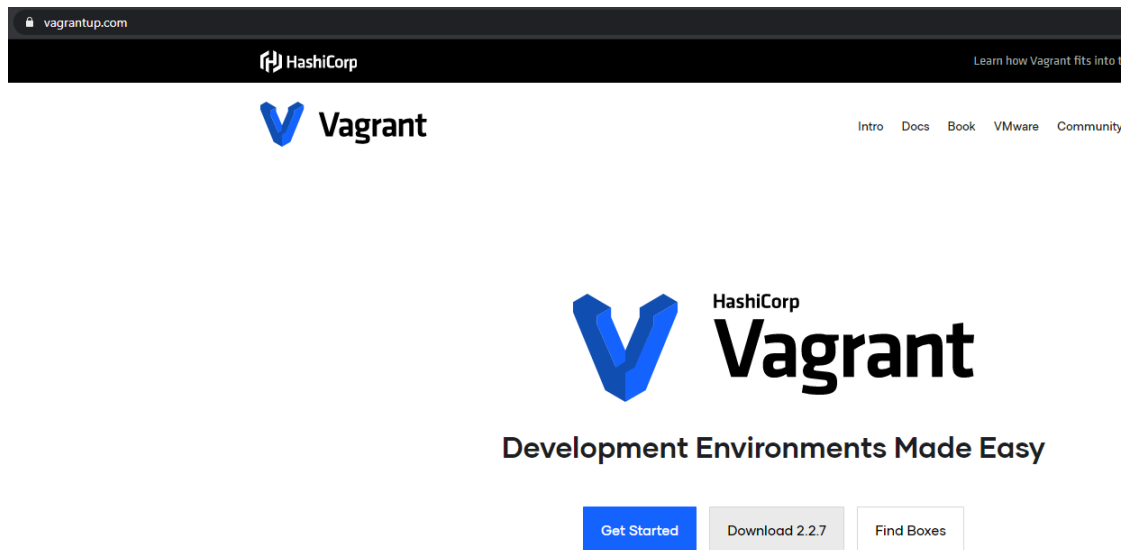 vagrantup.com
HashiCorp
Learn how Vagrant fits into t
Vagrant
Intro Docs Book VMware Community
HashiCorp
Vagrant
Development Environments Made Easy
Get Started Download 2.2.7 Find Boxes